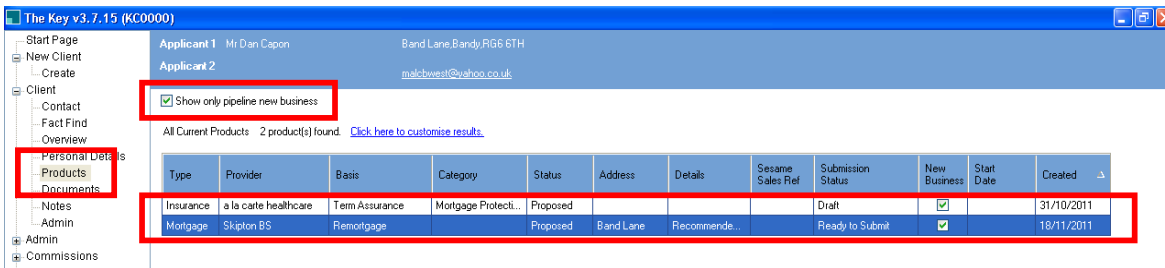 The Key v3.7.15 (KC0000)
Start Page
New Client
Create
Client
Contact
Fact Find
Overview
Personal Details
Products
Documents
Notes
Admin
Admin
Commissions
Applicant 1 Mr Dan Capon Band Lane,Bandy,RG6 6TH
Applicant 2 malcbwest@yahoo.co.uk
Show only pipeline new business
All Current Products 2 product(s) found. Click here to customise results.
Type Provider Basis Category Status Address Details Sesame Sales Ref Submission Status New Business Start Date Created
Insurance a la carte healthcare Term Assurance Mortgage Protecti... Proposed Draft 31/10/2011
Mortgage Skipton BS Remortgage Proposed Band Lane Recommende... Ready to Submit 18/11/2011